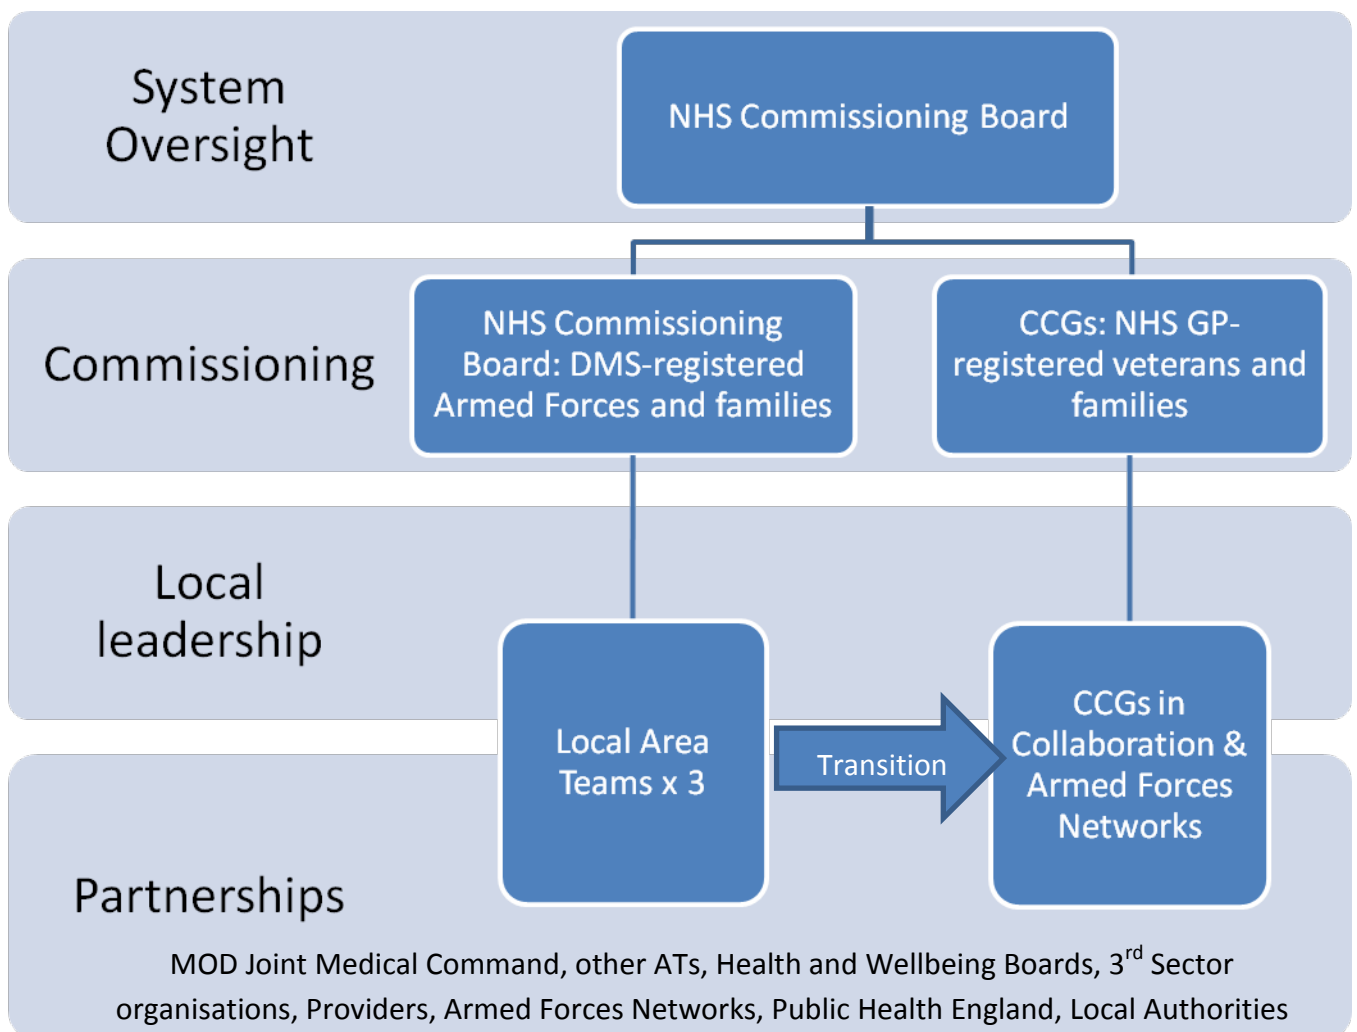 System
Oversight
NHS Commissioning Board
Commissioning
NHS Commissioning
Board: DMS-registered
Armed Forces and families
CCGs: NHS GP-
registered veterans and
families
Local
leadership
Local Area
Teams x 3
Transition
CCGs in
Collaboration &
Armed Forces
Networks
Partnerships
MOD Joint Medical Command, other ATs, Health and Wellbeing Boards, 3rd Sector
organisations, Providers, Armed Forces Networks, Public Health England, Local Authorities